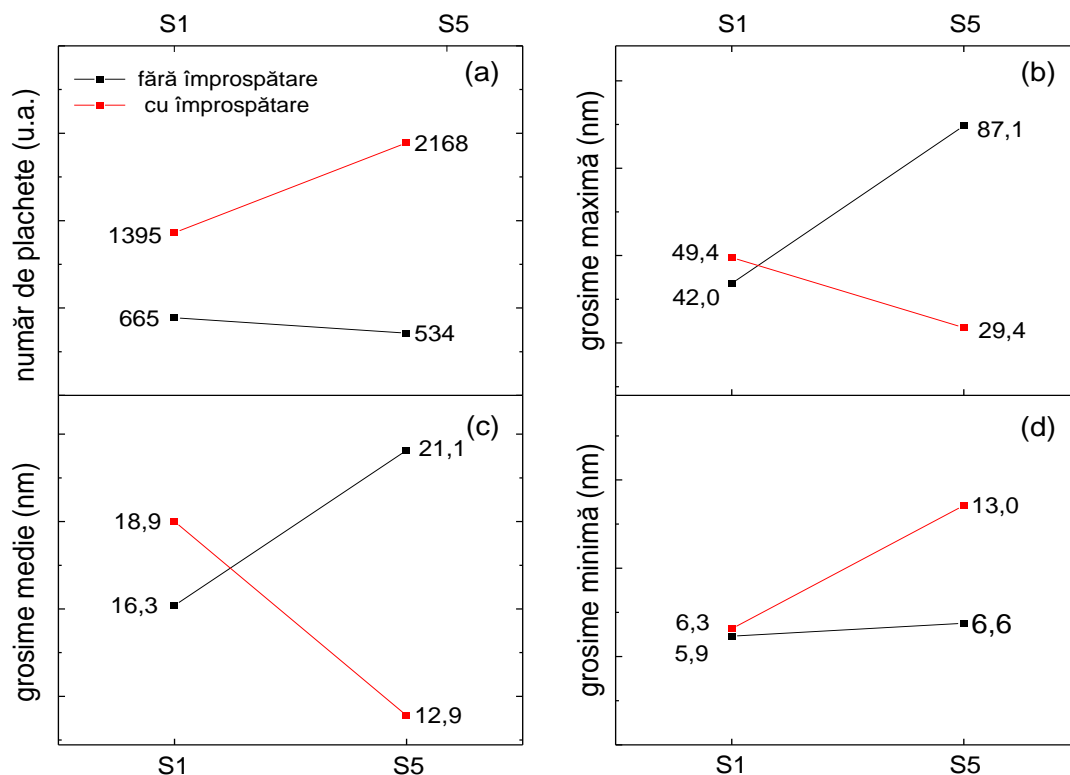 S1 S5
S1 S5
(a)
fără împrospătare
cu împrospătare
2168
1395
665
534
număr de plachete (u.a.)
(b)
87,1
49,4
42,0
29,4
grosime maximă (nm)
(c)
21,1
18,9
16,3
12,9
grosime medie (nm)
S1 S5
(d)
13,0
6,3
5,9
6,6
grosime minimă (nm)
S1 S5